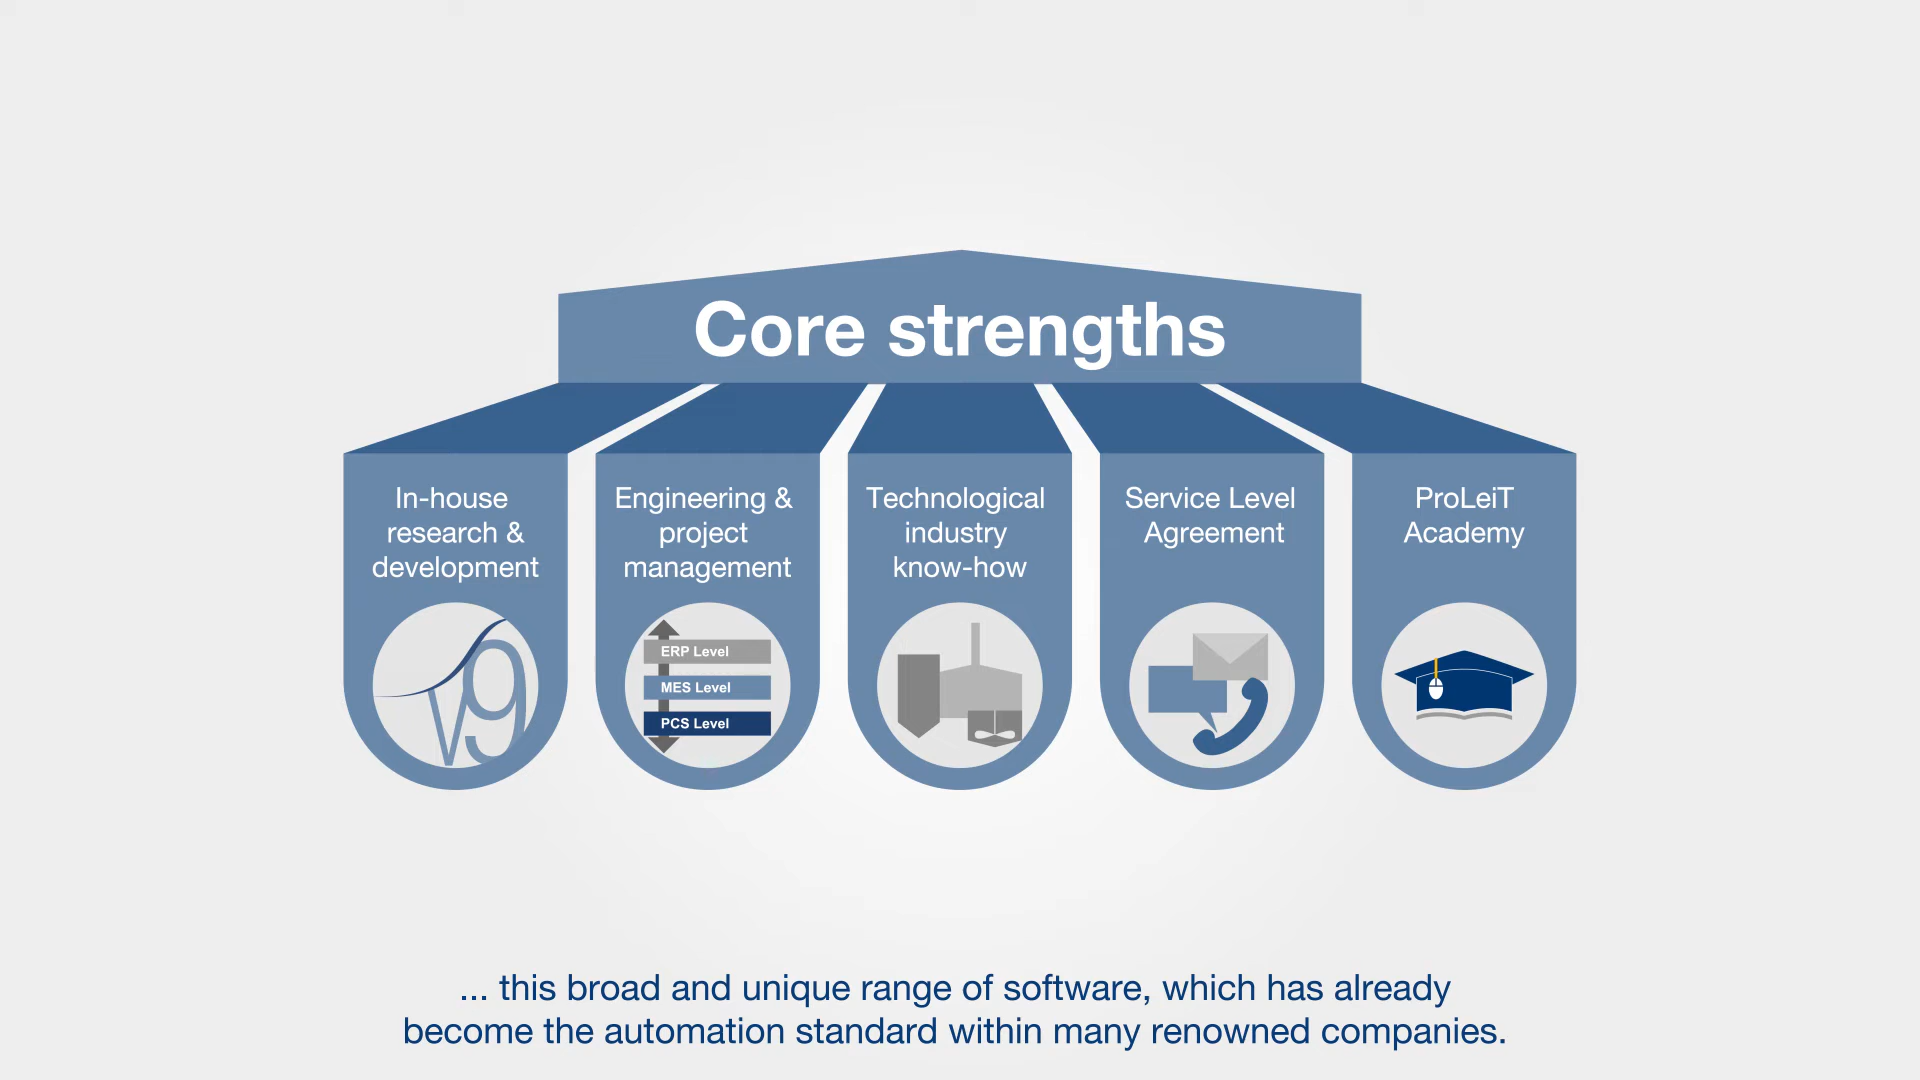 Core strengths
In-house
research &
development
v9
Engineering &
project
management
ERP Level
MES Level
PCS Level
Technological
industry
know-how
Service Level
Agreement
ProLeiT
Academy
... this broad and unique range of software, which has already
become the automation standard within many renowned companies.